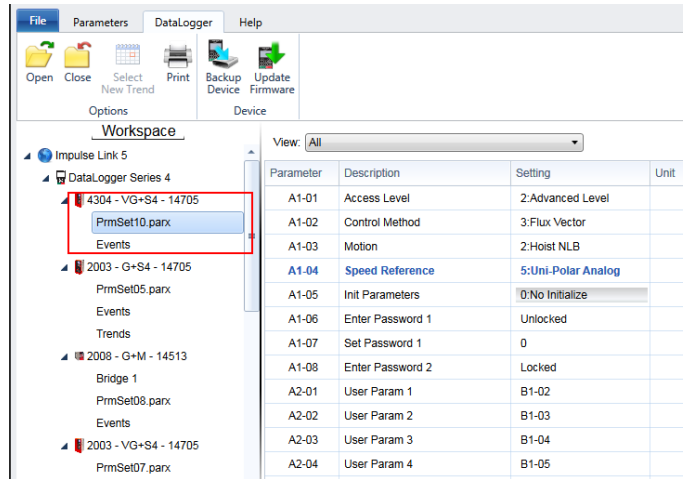 File Parameters DataLogger Help
Open Close Select New Trend Print Backup Device Update Firmware
Options Device
Workspace
Impulse Link 5
DataLogger Series 4
4304 - VG+S4 - 14705
PrmSet10.parx
Events
2003 - G+S4 - 14705
PrmSet05.parx
Events
Trends
2008 - G+M - 14513
Bridge 1
PrmSet08.parx
Events
2003 - VG+S4 - 14705
PrmSet07.parx
View: All
Parameter Description Setting Unit
A1-01 Access Level 2:Advanced Level
A1-02 Control Method 3:Flux Vector
A1-03 Motion 2:Hoist NLB
A1-04 Speed Reference 5:Uni-Polar Analog
A1-05 Init Parameters 0:No Initialize
A1-06 Enter Password 1 Unlocked
A1-07 Set Password 1 0
A1-08 Enter Password 2 Locked
A2-01 User Param 1 B1-02
A2-02 User Param 2 B1-03
A2-03 User Param 3 B1-04
A2-04 User Param 4 B1-05